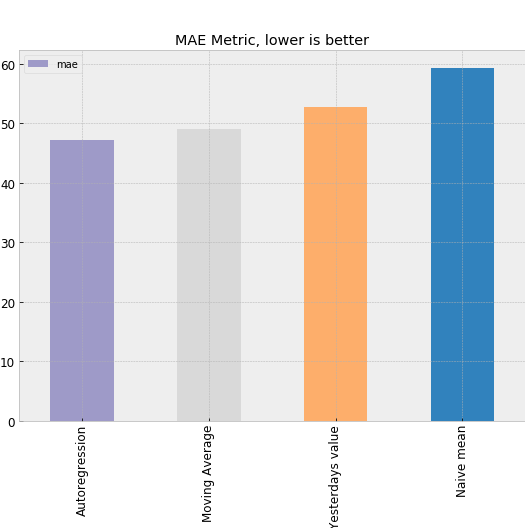 MAE Metric, lower is better
mae
60
50
40
30
20
10
0
Autoregression
Moving Average
Yesterdays value
Naive mean